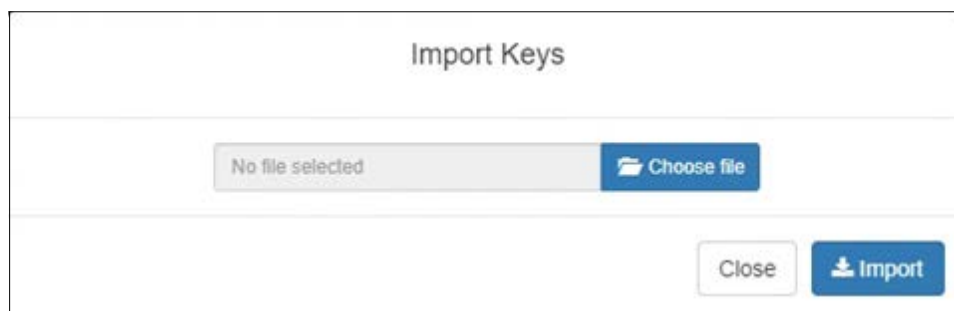 Import Keys
No file selected
Choose file
Close
Import